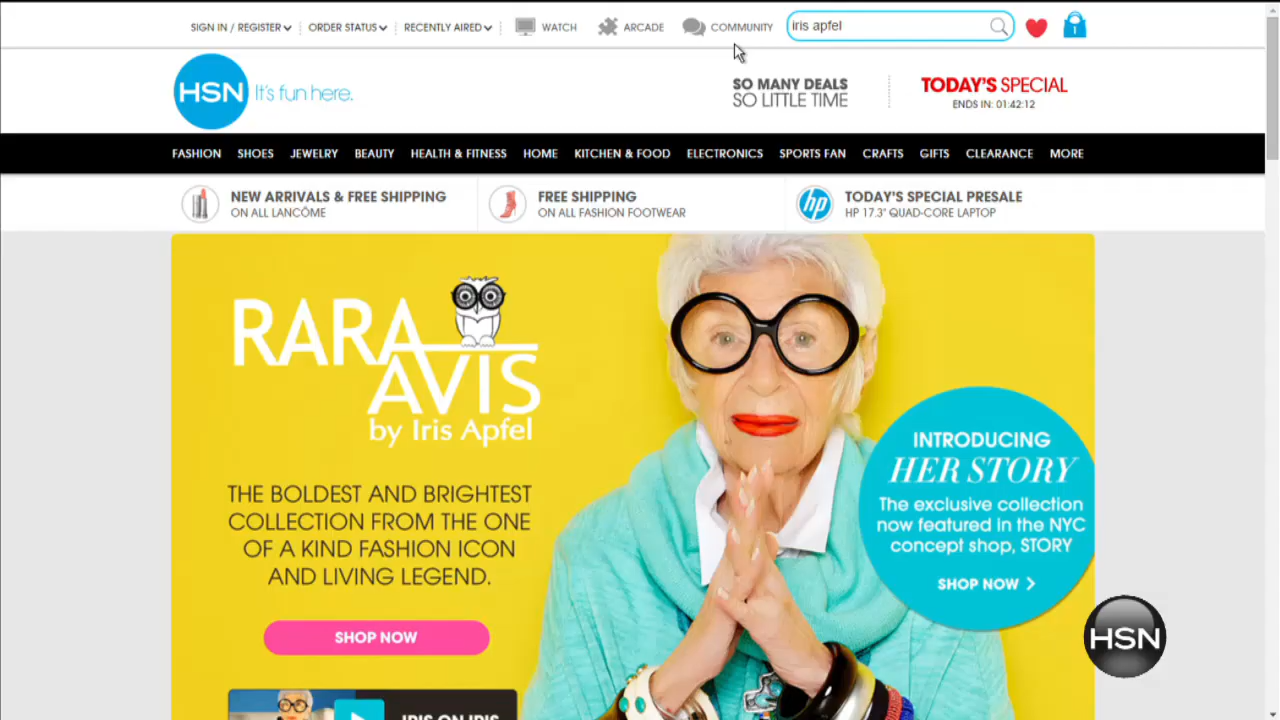 SIGN IN / REGISTER
ORDER STATUS
RECENTLY AIRED
WATCH
ARCADE
COMMUNITY
iris apfel
1
HSN It's fun here.
SO MANY DEALS
SO LITTLE TIME
TODAY'S SPECIAL
ENDS IN: 01:42:12
FASHION SHOES JEWELRY BEAUTY HEALTH & FITNESS HOME KITCHEN & FOOD ELECTRONICS SPORTS FAN CRAFTS GIFTS CLEARANCE MORE
NEW ARRIVALS & FREE SHIPPING
ON ALL LANCÔME
FREE SHIPPING
ON ALL FASHION FOOTWEAR
hp
TODAY'S SPECIAL PRESALE
HP 17.3" QUAD-CORE LAPTOP
RARA
AVIS
by Iris Apfel
THE BOLDEST AND BRIGHTEST
COLLECTION FROM THE ONE
OF A KIND FASHION ICON
AND LIVING LEGEND.
SHOP NOW
INTRODUCING
HER STORY
The exclusive collection
now featured in the NYC
concept shop, STORY
SHOP NOW
HSN
IRIS ON IRIS